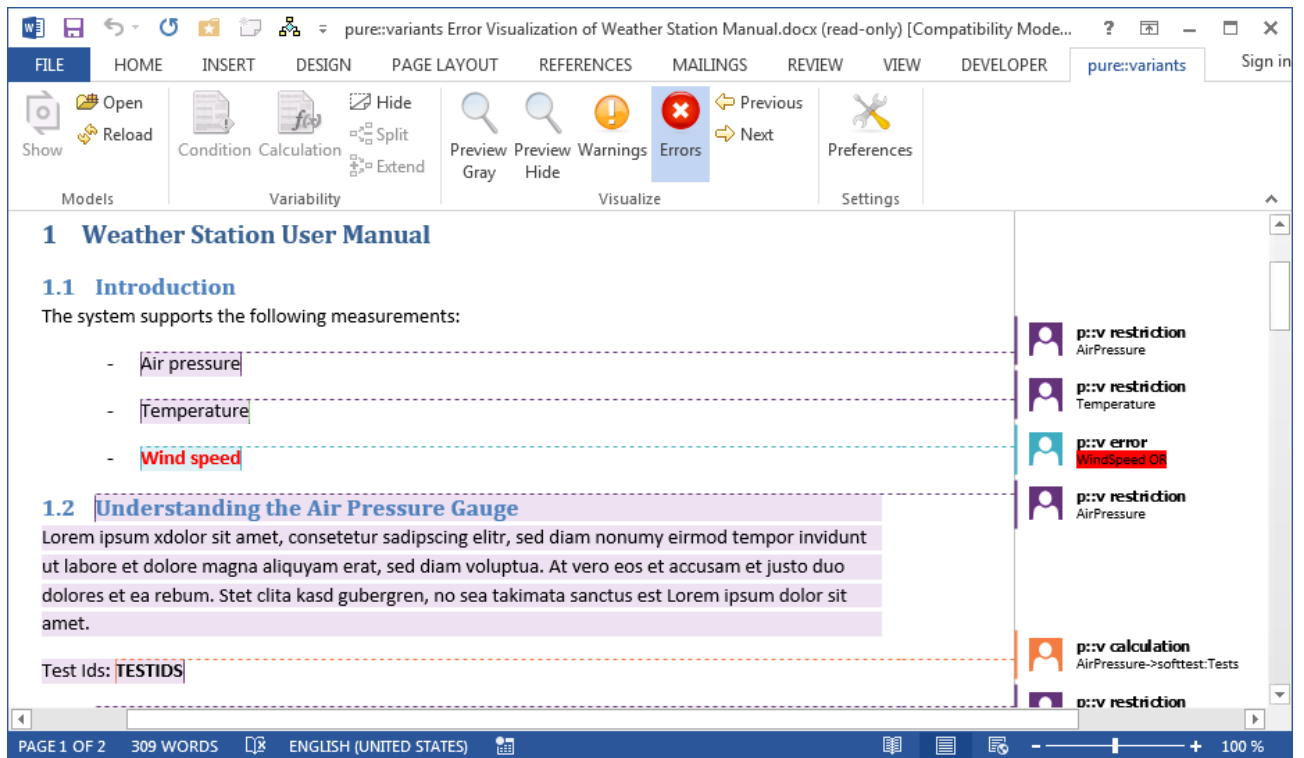 pure::variants Error Visualization of Weather Station Manual.docx (read-only) [Compatibility Mode... ?
FILE HOME INSERT DESIGN PAGE LAYOUT REFERENCES MAILINGS REVIEW VIEW DEVELOPER pure::variants Sign in
Show
Open
Reload
Models
Condition
Calculation
Hide
Split
Extend
Variability
Preview Gray
Preview Hide
Warnings
Errors
Previous
Next
Visualize
Preferences
Settings
1 Weather Station User Manual
1.1 Introduction
The system supports the following measurements:
- Air pressure
p::v restriction
AirPressure
- Temperature
p::v restriction
Temperature
- Wind speed
p::v error
WindSpeed OR
1.2 Understanding the Air Pressure Gauge
p::v restriction
AirPressure
Lorem ipsum xdolor sit amet, consetetur sadipscing elitr, sed diam nonumy eirmod tempor invidunt
ut labore et dolore magna aliquyam erat, sed diam voluptua. At vero eos et accusam et justo duo
dolores et ea rebum. Stet clita kasd gubergren, no sea takimata sanctus est Lorem ipsum dolor sit
amet.
Test Ids: TESTIDS
p::v calculation
AirPressure->softtest:Tests
p::v restriction
PAGE 1 OF 2 309 WORDS ENGLISH (UNITED STATES) 100 %